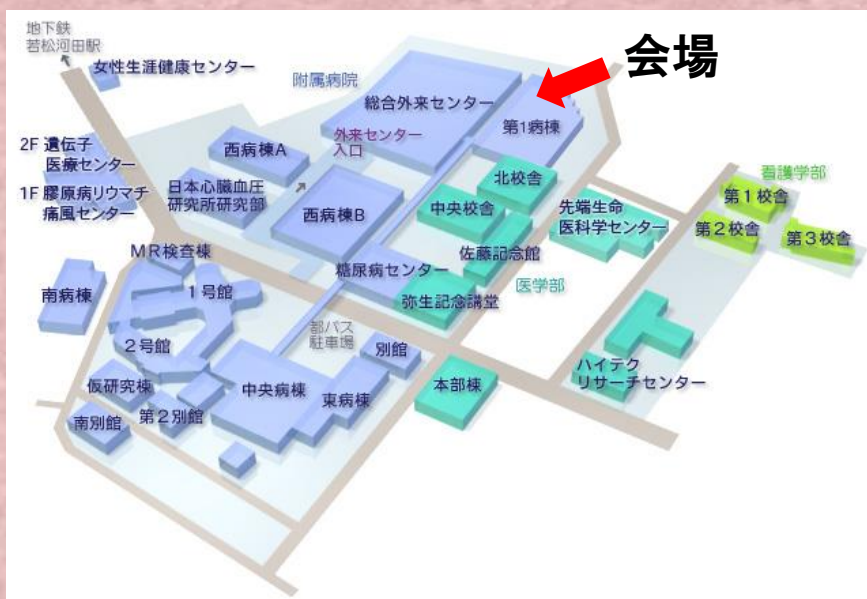 地下鉄
若松河田駅
女性生涯健康センター
附属病院
会場
総合外来センター
第1病棟
外来センター
入口
2F 遺伝子
医療センター
西病棟A
1F 膠原病リウマチ
痛風センター
日本心臓血圧
研究所研究部
西病棟B
北校舎
中央校舎
先端生命
医科学センター
看護学部
第1校舎
第2校舎
第3校舎
佐藤記念館
MR検査棟
糖尿病センター
医学部
弥生記念講堂
南病棟
1号館
都バス
駐車場
2号館
別館
ハイテク
リサーチセンター
仮研究棟
中央病棟
東病棟
本部棟
第2別館
南別館